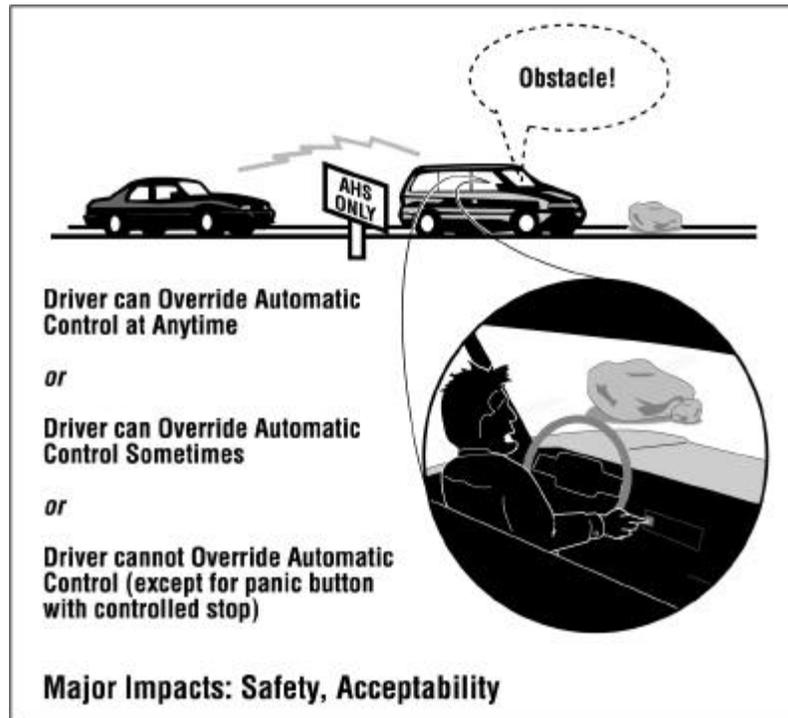 Obstacle!
AHS
ONLY
Driver can Override Automatic
Control at Anytime
or
Driver can Override Automatic
Control Sometimes
or
Driver cannot Override Automatic
Control (except for panic button
with controlled stop)
Major Impacts: Safety, Acceptability